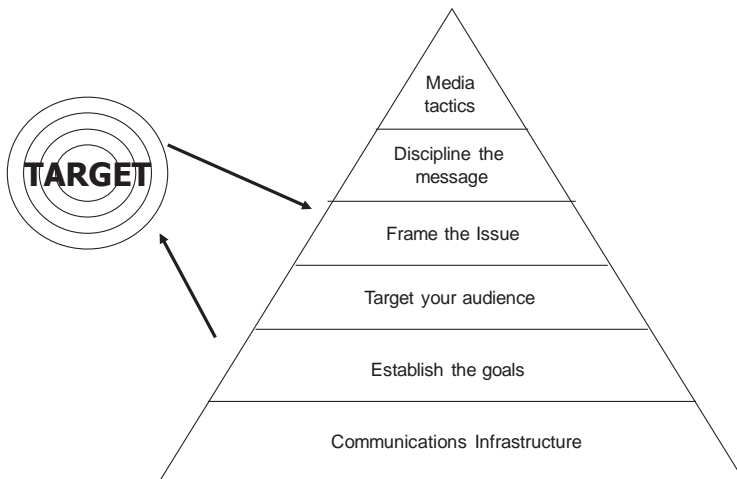 Media
tactics
Discipline the
message
TARGET
Frame the Issue
Target your audience
Establish the goals
Communications Infrastructure